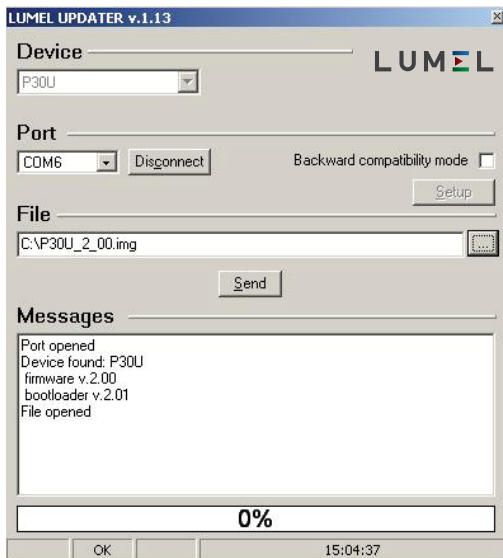 LUMEL UPDATER v.1.13
Device
LUMEL
P30U
Port
COM6 Disconnect Backward compatibility mode
Setup
File
C:\P30U_2_00.img ...
Send
Messages
Port opened
Device found: P30U
firmware v.2.00
bootloader v.2.01
File opened
0%
OK 15:04:37